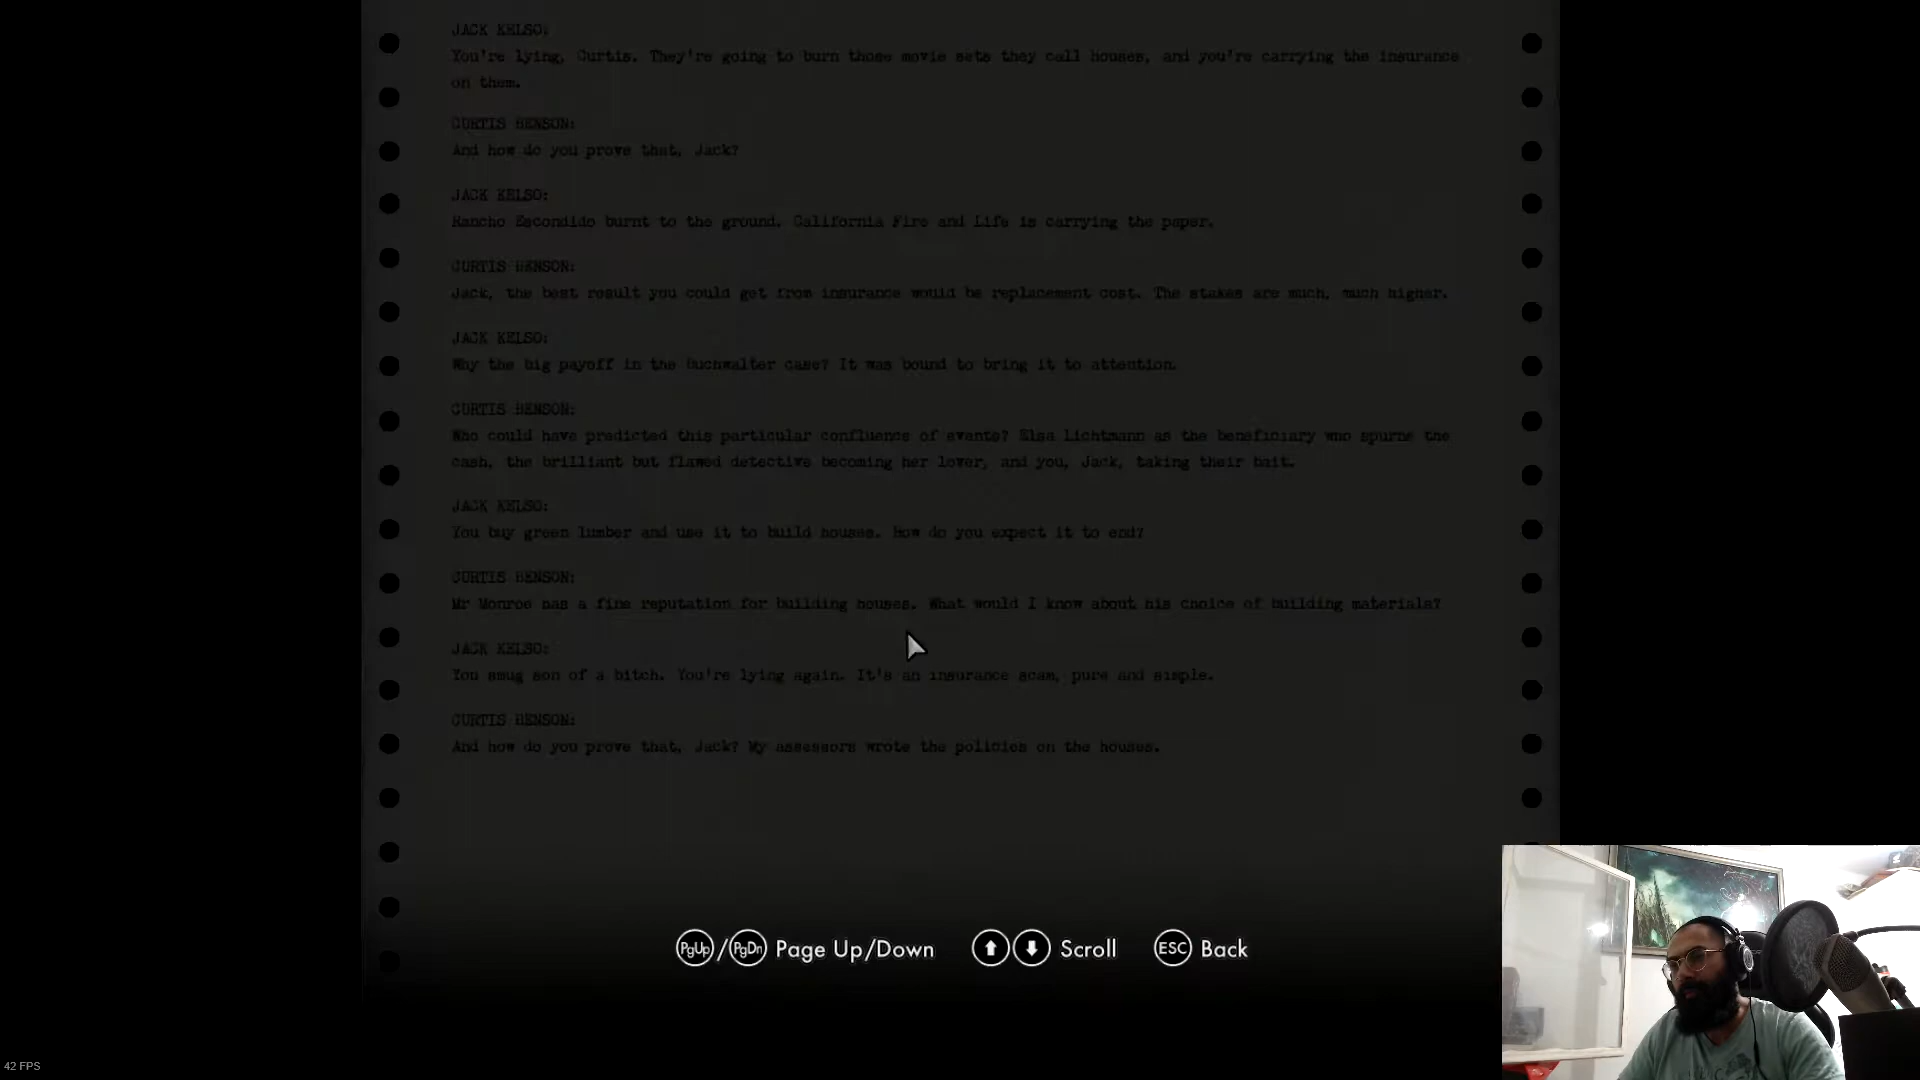 JACK KELSO:
You're lying, Curtis. They're going to burn those movie sets they call houses, and you're carrying the insurance
on them.
CURTIS BENSON:
And how do you prove that, Jack?
JACK KELSO:
Rancho Escondido burnt to the ground. California Fire and Life is carrying the paper.
CURTIS BENSON:
Jack, the best result you could get from insurance would be replacement cost. The stakes are much, much higher.
JACK KELSO:
Why the big payoff in the Buchwalter case? It was bound to bring it to attention.
CURTIS BENSON:
Who could have predicted this particular confluence of events? Elsa Lichtmann as the beneficiary who spurns the
cash, the brilliant but flawed detective becoming her lover, and you, Jack, taking their bait.
JACK KELSO:
You buy green lumber and use it to build houses. How do you expect it to end?
CURTIS BENSON:
Mr Monroe has a fine reputation for building houses. What would I know about his choice of building materials?
JACK KELSO:
You smug son of a bitch. You're lying again. It's an insurance scam, pure and simple.
CURTIS BENSON:
And how do you prove that, Jack? My assessors wrote the policies on the houses.
PgUp/PgDn Page Up/Down Scroll ESC Back
42 FPS